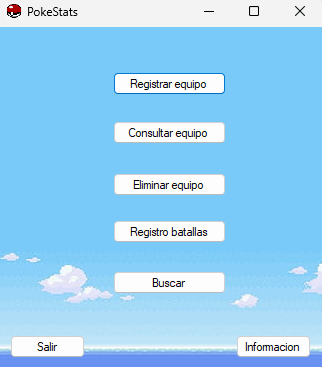 PokeStats
Registrar equipo
Consultar equipo
Eliminar equipo
Registro batallas
Buscar
Salir
Informacion